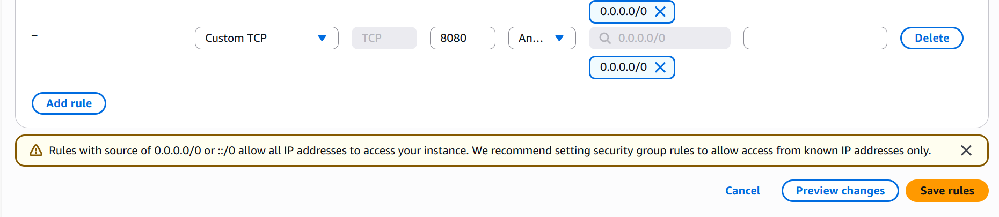 0.0.0.0/0
–
Custom TCP
TCP
8080
An...
0.0.0.0/0
Delete
0.0.0.0/0
Add rule
Rules with source of 0.0.0.0/0 or ::/0 allow all IP addresses to access your instance. We recommend setting security group rules to allow access from known IP addresses only.
Cancel
Preview changes
Save rules